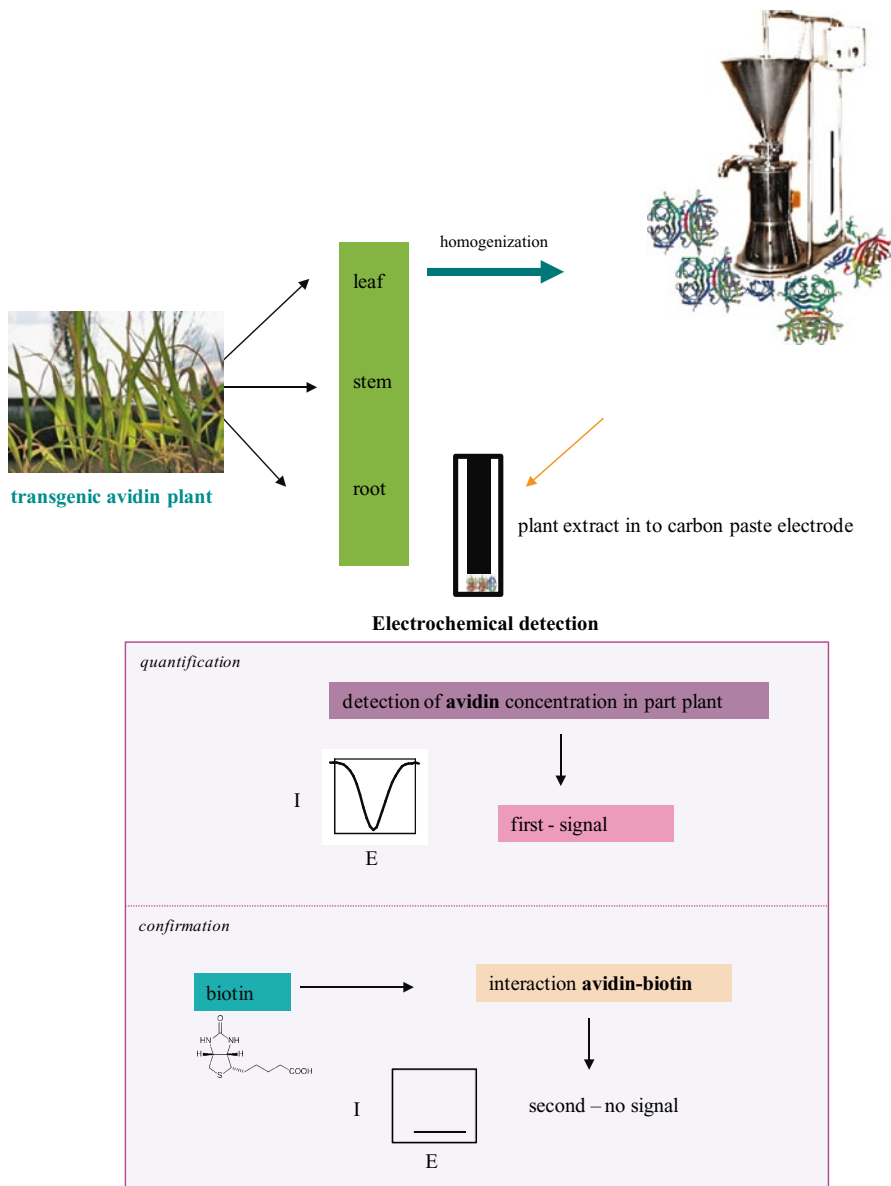 homogenization
leaf
stem
root
transgenic avidin plant
plant extract in to carbon paste electrode
Electrochemical detection
quantification
detection of avidin concentration in part plant
I
E
first - signal
confirmation
biotin
interaction avidin-biotin
O
HN NH
H H
S
COOH
I
E
second – no signal